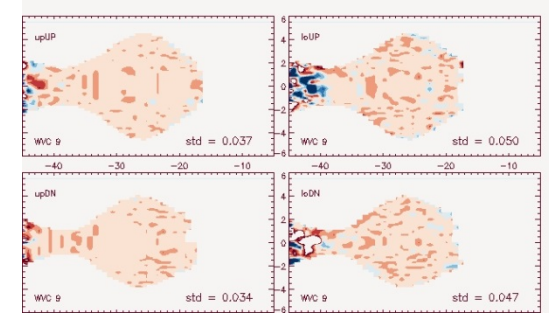 upUP
loUP
6
4
2
0
-2
-4
-6
WVC 9 std = 0.037
WVC 9 std = 0.050
-40 -30 -20
-40 -30 -20 -10
upDN
loDN
6
4
2
0
-2
-4
-6
WVC 9 std = 0.034
WVC 9 std = 0.047